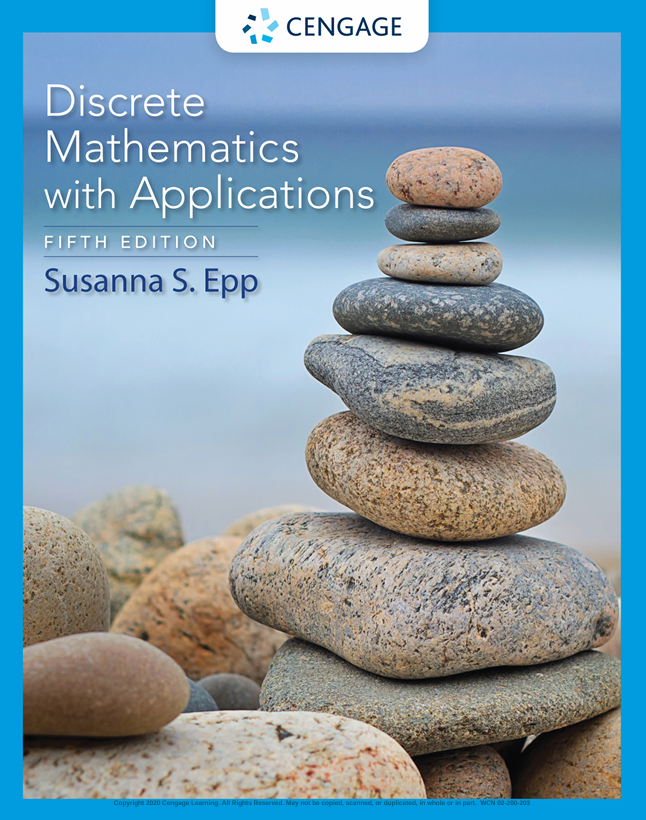 CENGAGE
Discrete
Mathematics
with Applications
FIFTH EDITION
Susanna S. Epp
Copyright 2020 Cengage Learning. All Rights Reserved. May not be copied, scanned, or duplicated, in whole or in part. WCN 02-200-203